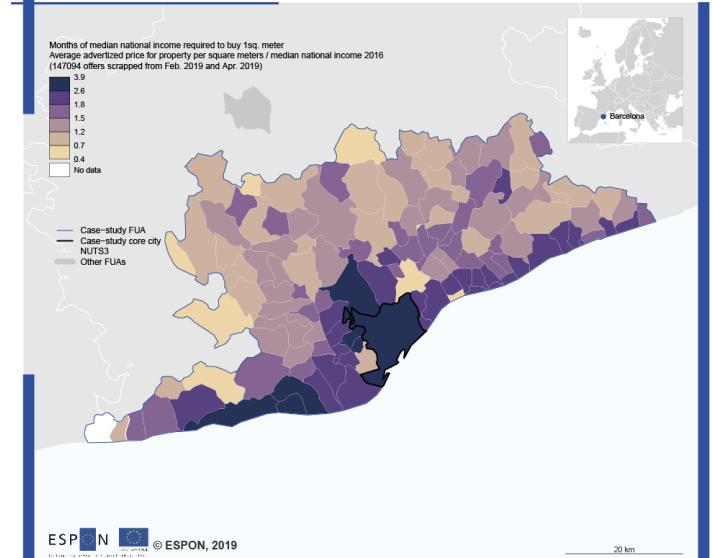 Months of median national income required to buy 1sq. meter
Average advertized price for property per square meters / median national income 2016
(147094 offers scrapped from Feb. 2019 and Apr. 2019)
3.9
2.6
1.8
1.5
1.2
0.7
0.4
No data
Barcelona
Case-study FUA
Case-study core city
NUTS3
Other FUAs
ESPON
© ESPON, 2019
20 km